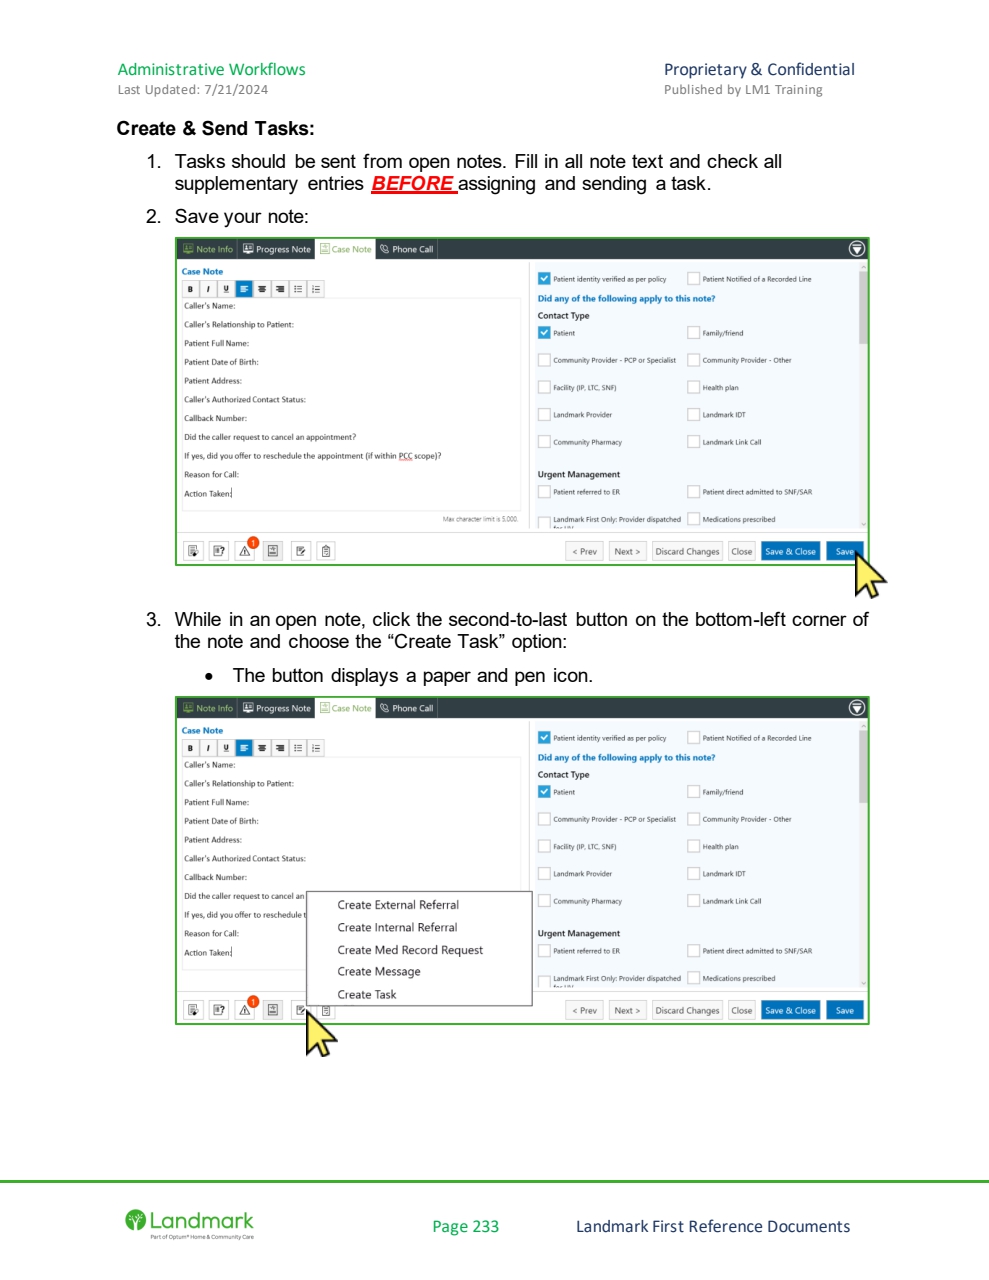 Administrative Workflows
Proprietary & Confidential
Last Updated: 7/21/2024
Published by LM1 Training
Create & Send Tasks:
1. Tasks should be sent from open notes. Fill in all note text and check all
supplementary entries BEFORE assigning and sending a task.
2. Save your note:
Note Info Progress Note Case Note Phone Call
Case Note
B I U
Caller's Name:
Caller's Relationship to Patient:
Patient Full Name:
Patient Date of Birth:
Patient Address:
Caller's Authorized Contact Status:
Callback Number:
Did the caller request to cancel an appointment?
If yes, did you offer to reschedule the appointment (if within PCC scope)?
Reason for Call:
Action Taken:
Max character limit is 5,000.
Patient identity verified as per policy Patient Notified of a Recorded Line
Did any of the following apply to this note?
Contact Type
Patient Family/friend
Community Provider - PCP or Specialist Community Provider - Other
Facility (IP, LTC, SNF) Health plan
Landmark Provider Landmark IDT
Community Pharmacy Landmark Link Call
Urgent Management
Patient referred to ER Patient direct admitted to SNF/SAR
Landmark First Only: Provider dispatched Medications prescribed
1
< Prev Next > Discard Changes Close Save & Close Save
3. While in an open note, click the second-to-last button on the bottom-left corner of
the note and choose the “Create Task” option:
• The button displays a paper and pen icon.
Note Info Progress Note Case Note Phone Call
Case Note
B I U
Caller's Name:
Caller's Relationship to Patient:
Patient Full Name:
Patient Date of Birth:
Patient Address:
Caller's Authorized Contact Status:
Callback Number:
Did the caller request to cancel an
If yes, did you offer to reschedule t
Reason for Call:
Action Taken:
Create External Referral
Create Internal Referral
Create Med Record Request
Create Message
Create Task
Patient identity verified as per policy Patient Notified of a Recorded Line
Did any of the following apply to this note?
Contact Type
Patient Family/friend
Community Provider - PCP or Specialist Community Provider - Other
Facility (IP, LTC, SNF) Health plan
Landmark Provider Landmark IDT
Community Pharmacy Landmark Link Call
Urgent Management
Patient referred to ER Patient direct admitted to SNF/SAR
Landmark First Only: Provider dispatched Medications prescribed
1
< Prev Next > Discard Changes Close Save & Close Save
Landmark
Part of Optum® Home & Community Care
Page 233
Landmark First Reference Documents